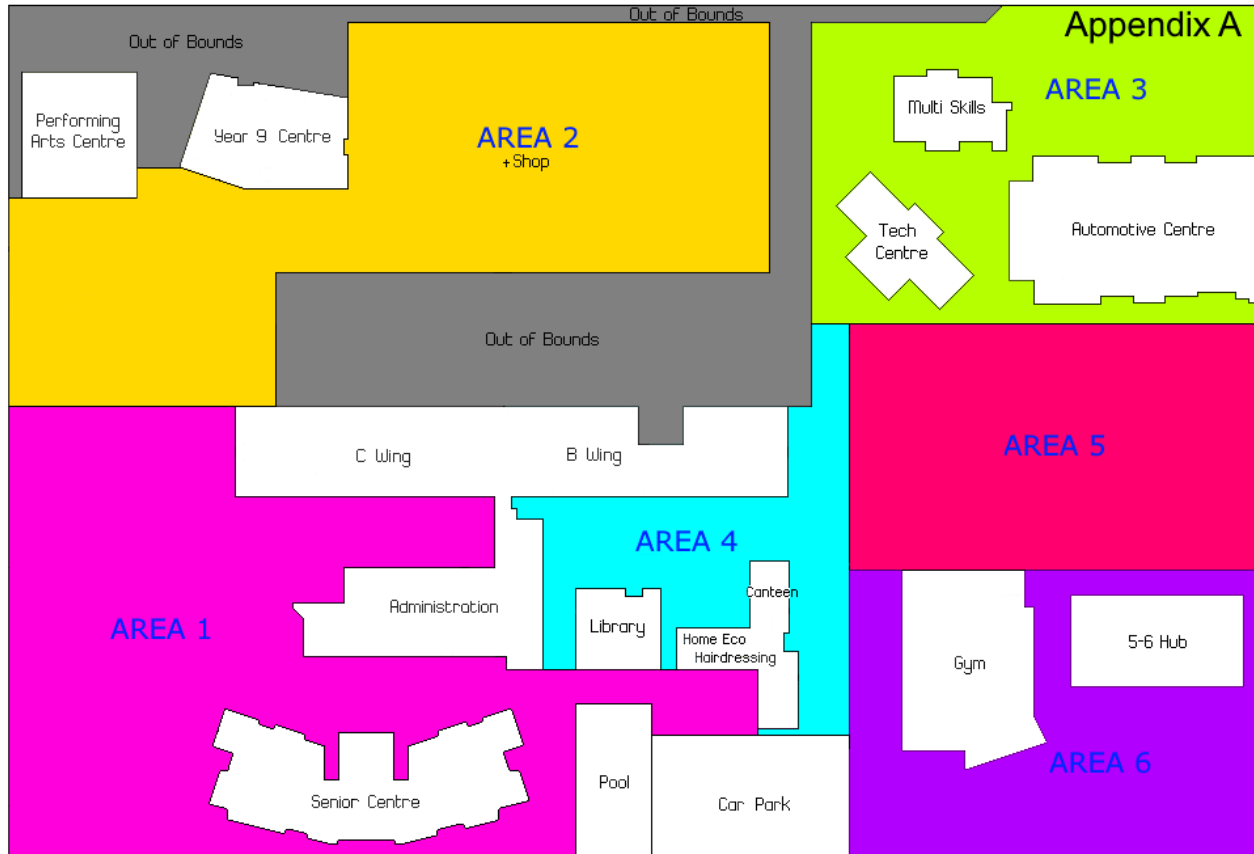 Out of Bounds
Appendix A
Out of Bounds
AREA 3
Multi Skills
Performing
Arts Centre
Year 9 Centre
AREA 2
+Shop
Tech
Centre
Automotive Centre
Out of Bounds
C Wing
B Wing
AREA 5
AREA 4
Canteen
Administration
AREA 1
Library
Home Eco
Hairdressing
Gym
5-6 Hub
AREA 6
Pool
Senior Centre
Car Park